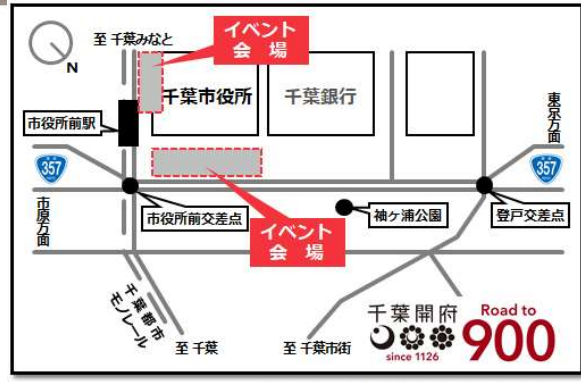 イベント
会 場
至 千葉みなと
N
千葉市役所
千葉銀行
市役所前駅
東京方面
357
357
市原方面
市役所前交差点
袖ヶ浦公園
登戸交差点
イベント
会 場
千葉都市
モノレール
至 千葉
至 千葉市街
千葉開府
since 1126
Road to
900